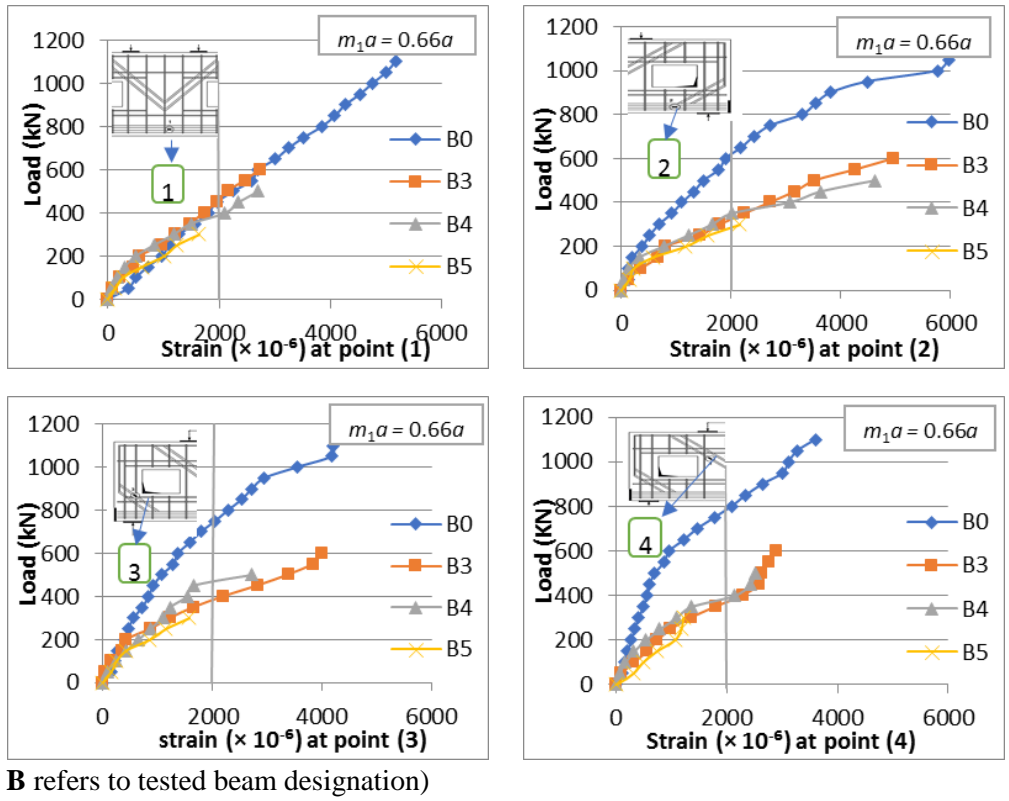 1200
1000
800
600
400
200
0
Load (kN)
m₁a = 0.66a
1
B0
B3
B4
B5
0 2000 4000 6000
Strain (× 10⁻⁶) at point (1)
1200
1000
800
600
400
200
0
Load (kN)
m₁a = 0.66a
2
B0
B3
B4
B5
0 2000 4000 6000
Strain (× 10⁻⁶) at point (2)
1200
1000
800
600
400
200
0
Load (kN)
m₁a = 0.66a
3
B0
B3
B4
B5
0 2000 4000 6000
strain (× 10⁻⁶) at point (3)
1200
1000
800
600
400
200
0
Load (kN)
m₁a = 0.66a
4
B0
B3
B4
B5
0 2000 4000 6000
Strain (× 10⁻⁶) at point (4)
B refers to tested beam designation)